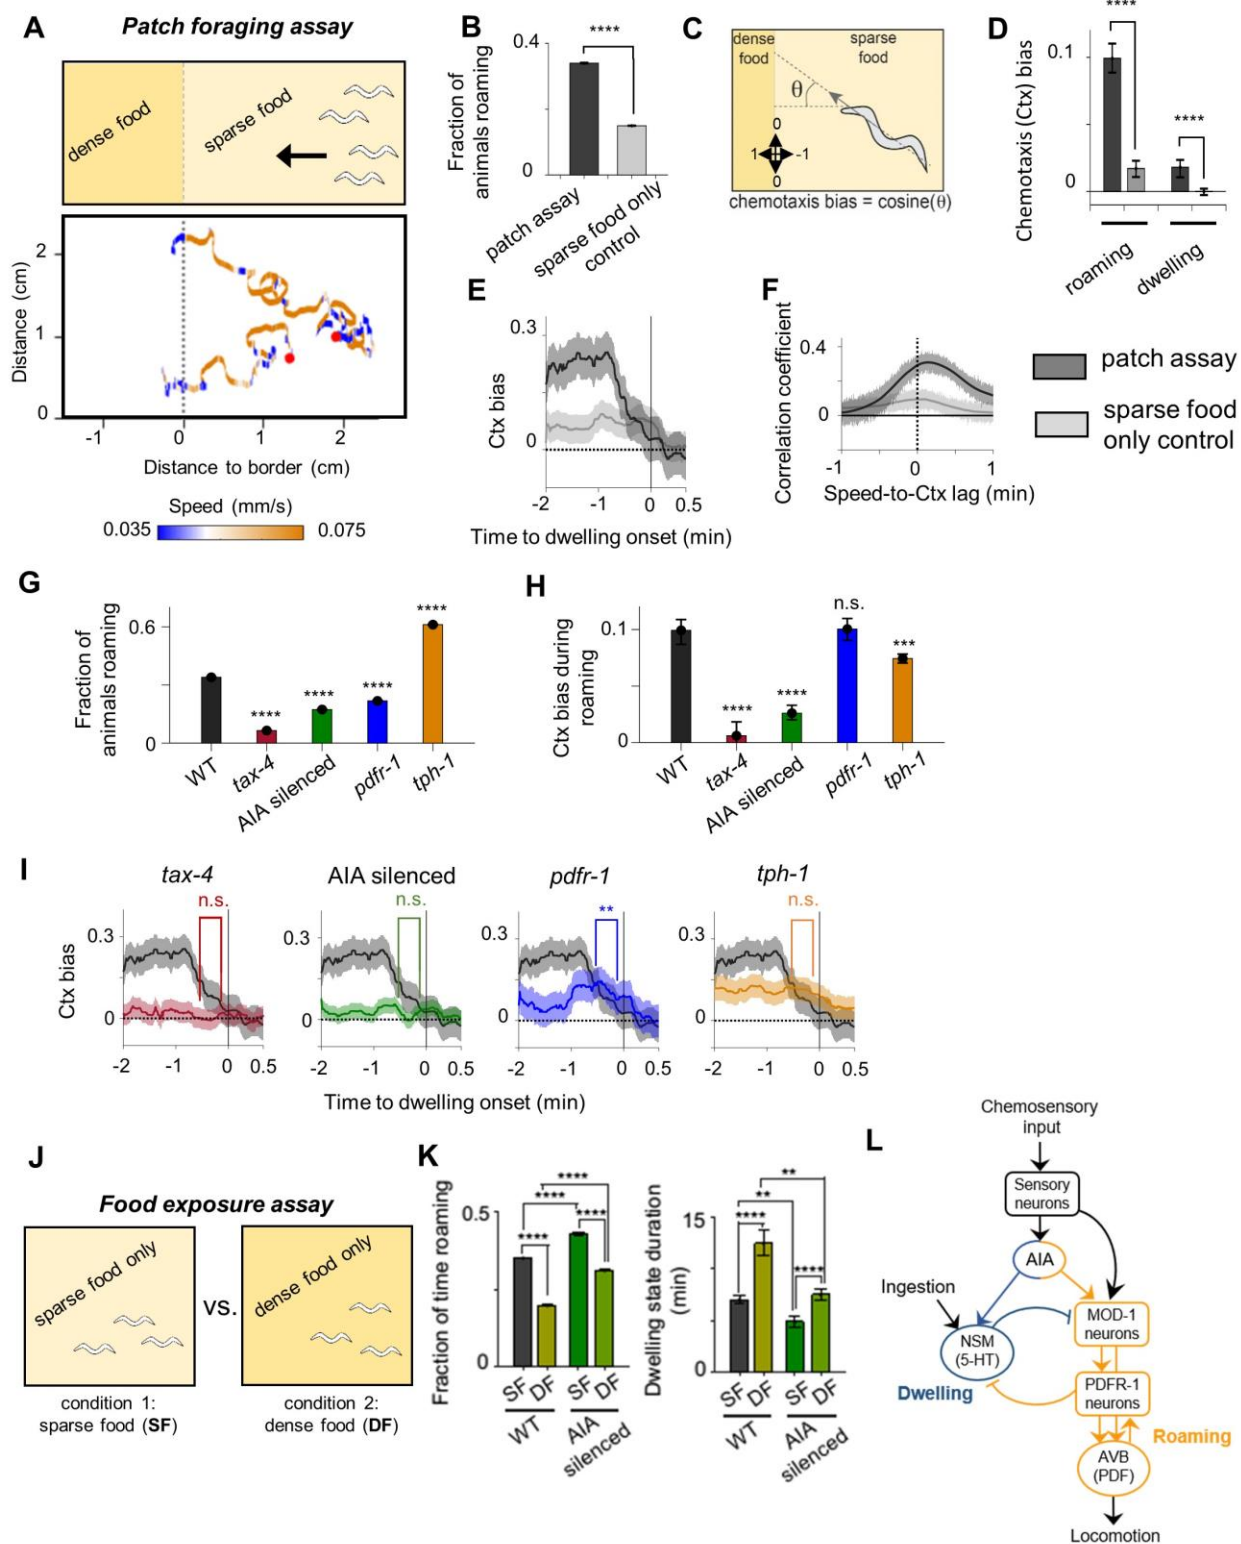 A
Patch foraging assay
dense food
sparse food
Distance (cm)
2
1
0
-1
0
1
2
Distance to border (cm)
Speed (mm/s)
0.035
0.075
B
****
Fraction of
animals roaming
0.4
0
patch assay
sparse food only
control
C
dense
food
sparse
food
θ
0
1
-1
0
chemotaxis bias = cosine(θ)
D
****
****
Chemotaxis (Ctx) bias
0.1
0
roaming
dwelling
E
Ctx bias
0.3
0
-2
-1
0
0.5
Time to dwelling onset (min)
F
Correlation coefficient
0.4
0
-1
0
1
Speed-to-Ctx lag (min)
patch assay
sparse food
only control
G
Fraction of
animals roaming
0.6
0
****
****
****
****
WT
tax-4
AIA silenced
pdfr-1
tph-1
H
Ctx bias during
roaming
0.1
0
****
****
n.s.
***
WT
tax-4
AIA silenced
pdfr-1
tph-1
I
Ctx bias
tax-4
n.s.
0.3
0
-2
-1
0
0.5
AIA silenced
n.s.
0.3
0
-2
-1
0
0.5
pdfr-1
**
0.3
0
-2
-1
0
0.5
tph-1
n.s.
0.3
0
-2
-1
0
0.5
Time to dwelling onset (min)
J
Food exposure assay
sparse food only
vs.
dense food only
condition 1:
sparse food (SF)
condition 2:
dense food (DF)
K
Fraction of time roaming
0.5
0
****
****
****
****
SF
DF
SF
DF
WT
AIA
silenced
Dwelling state duration
(min)
15
0
**
**
****
****
SF
DF
SF
DF
WT
AIA
silenced
L
Chemosensory
input
Sensory
neurons
AIA
Ingestion
MOD-1
neurons
NSM
(5-HT)
Dwelling
PDFR-1
neurons
Roaming
AVB
(PDF)
Locomotion